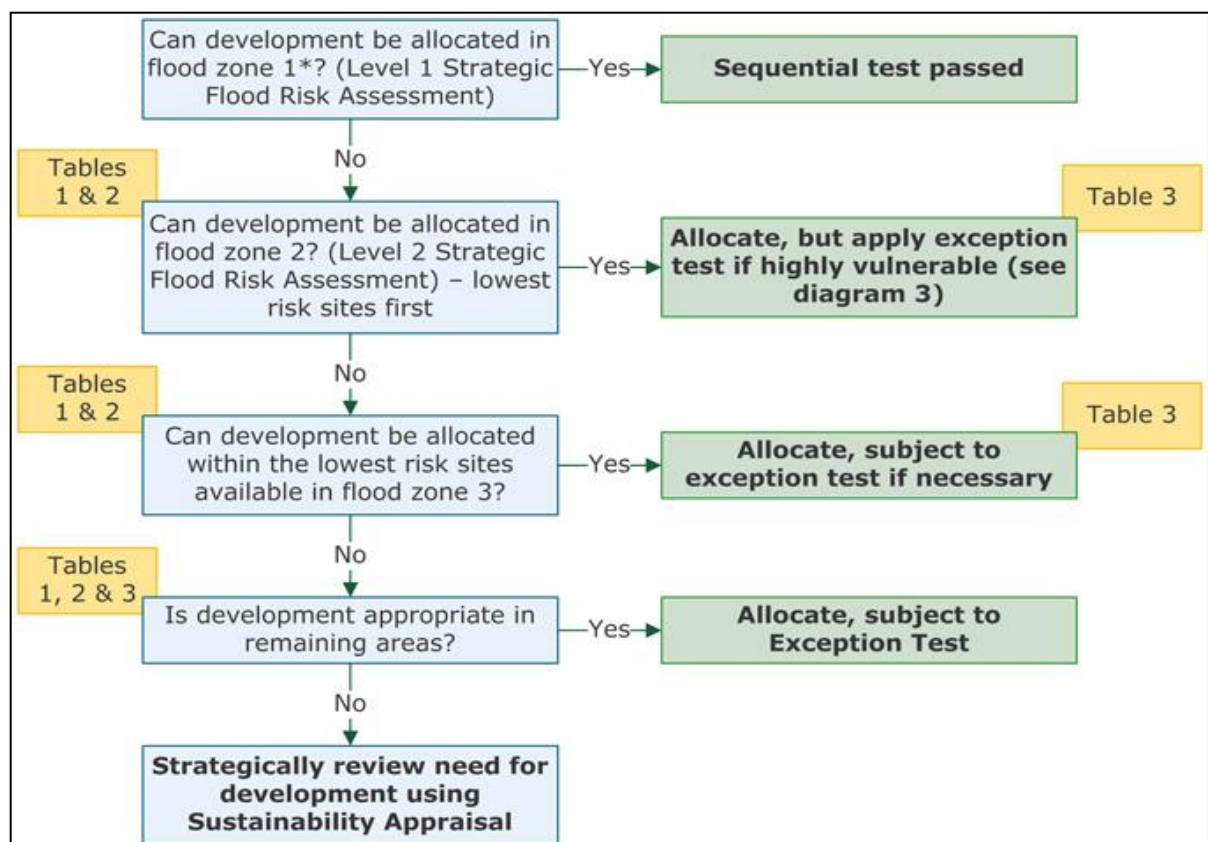 Can development be allocated in
flood zone 1*? (Level 1 Strategic
Flood Risk Assessment)
Yes
Sequential test passed
No
Tables
1 & 2
Can development be allocated in
flood zone 2? (Level 2 Strategic
Flood Risk Assessment) – lowest
risk sites first
Yes
Table 3
Allocate, but apply exception
test if highly vulnerable (see
diagram 3)
No
Tables
1 & 2
Can development be allocated
within the lowest risk sites
available in flood zone 3?
Yes
Table 3
Allocate, subject to
exception test if necessary
No
Tables
1, 2 & 3
Is development appropriate in
remaining areas?
Yes
Allocate, subject to
Exception Test
No
Strategically review need for
development using
Sustainability Appraisal